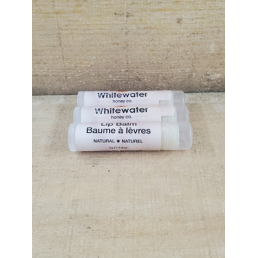 Whitewater
honey co.
Whitewater
honey co.
Lip Balm
Baume à lèvres
NATURAL ★ NATUREL